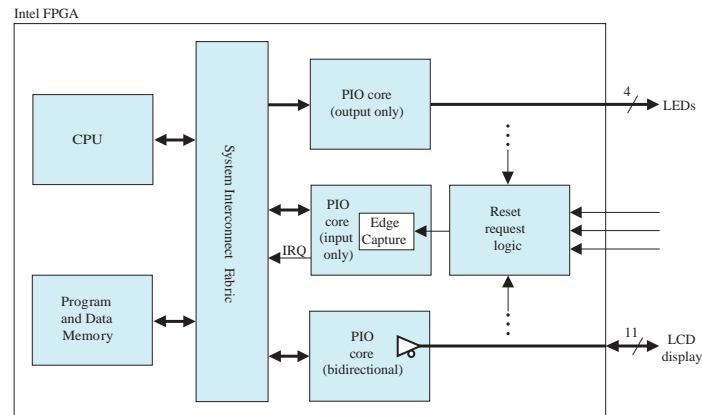 Intel FPGA
CPU
Program
and Data
Memory
System Interconnect Fabric
PIO core
(output only)
4
LEDs
PIO
core
(input
only)
Edge
Capture
IRQ
Reset
request
logic
PIO
core
(bidirectional)
11
LCD
display